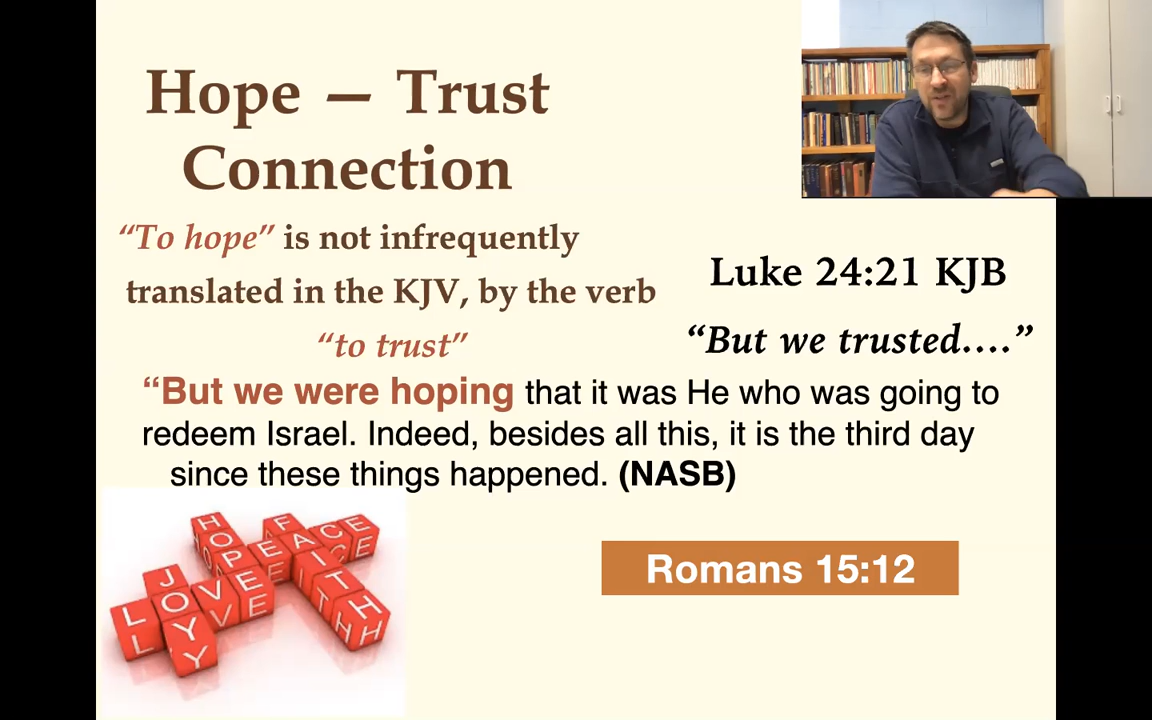 Hope — Trust
Connection
“To hope” is not infrequently
translated in the KJV, by the verb
“to trust”
Luke 24:21 KJB
“But we trusted....”
“But we were hoping that it was He who was going to
redeem Israel. Indeed, besides all this, it is the third day
since these things happened. (NASB)
Romans 15:12
HOPE
FAITH
PEACE
JOY
LOVE